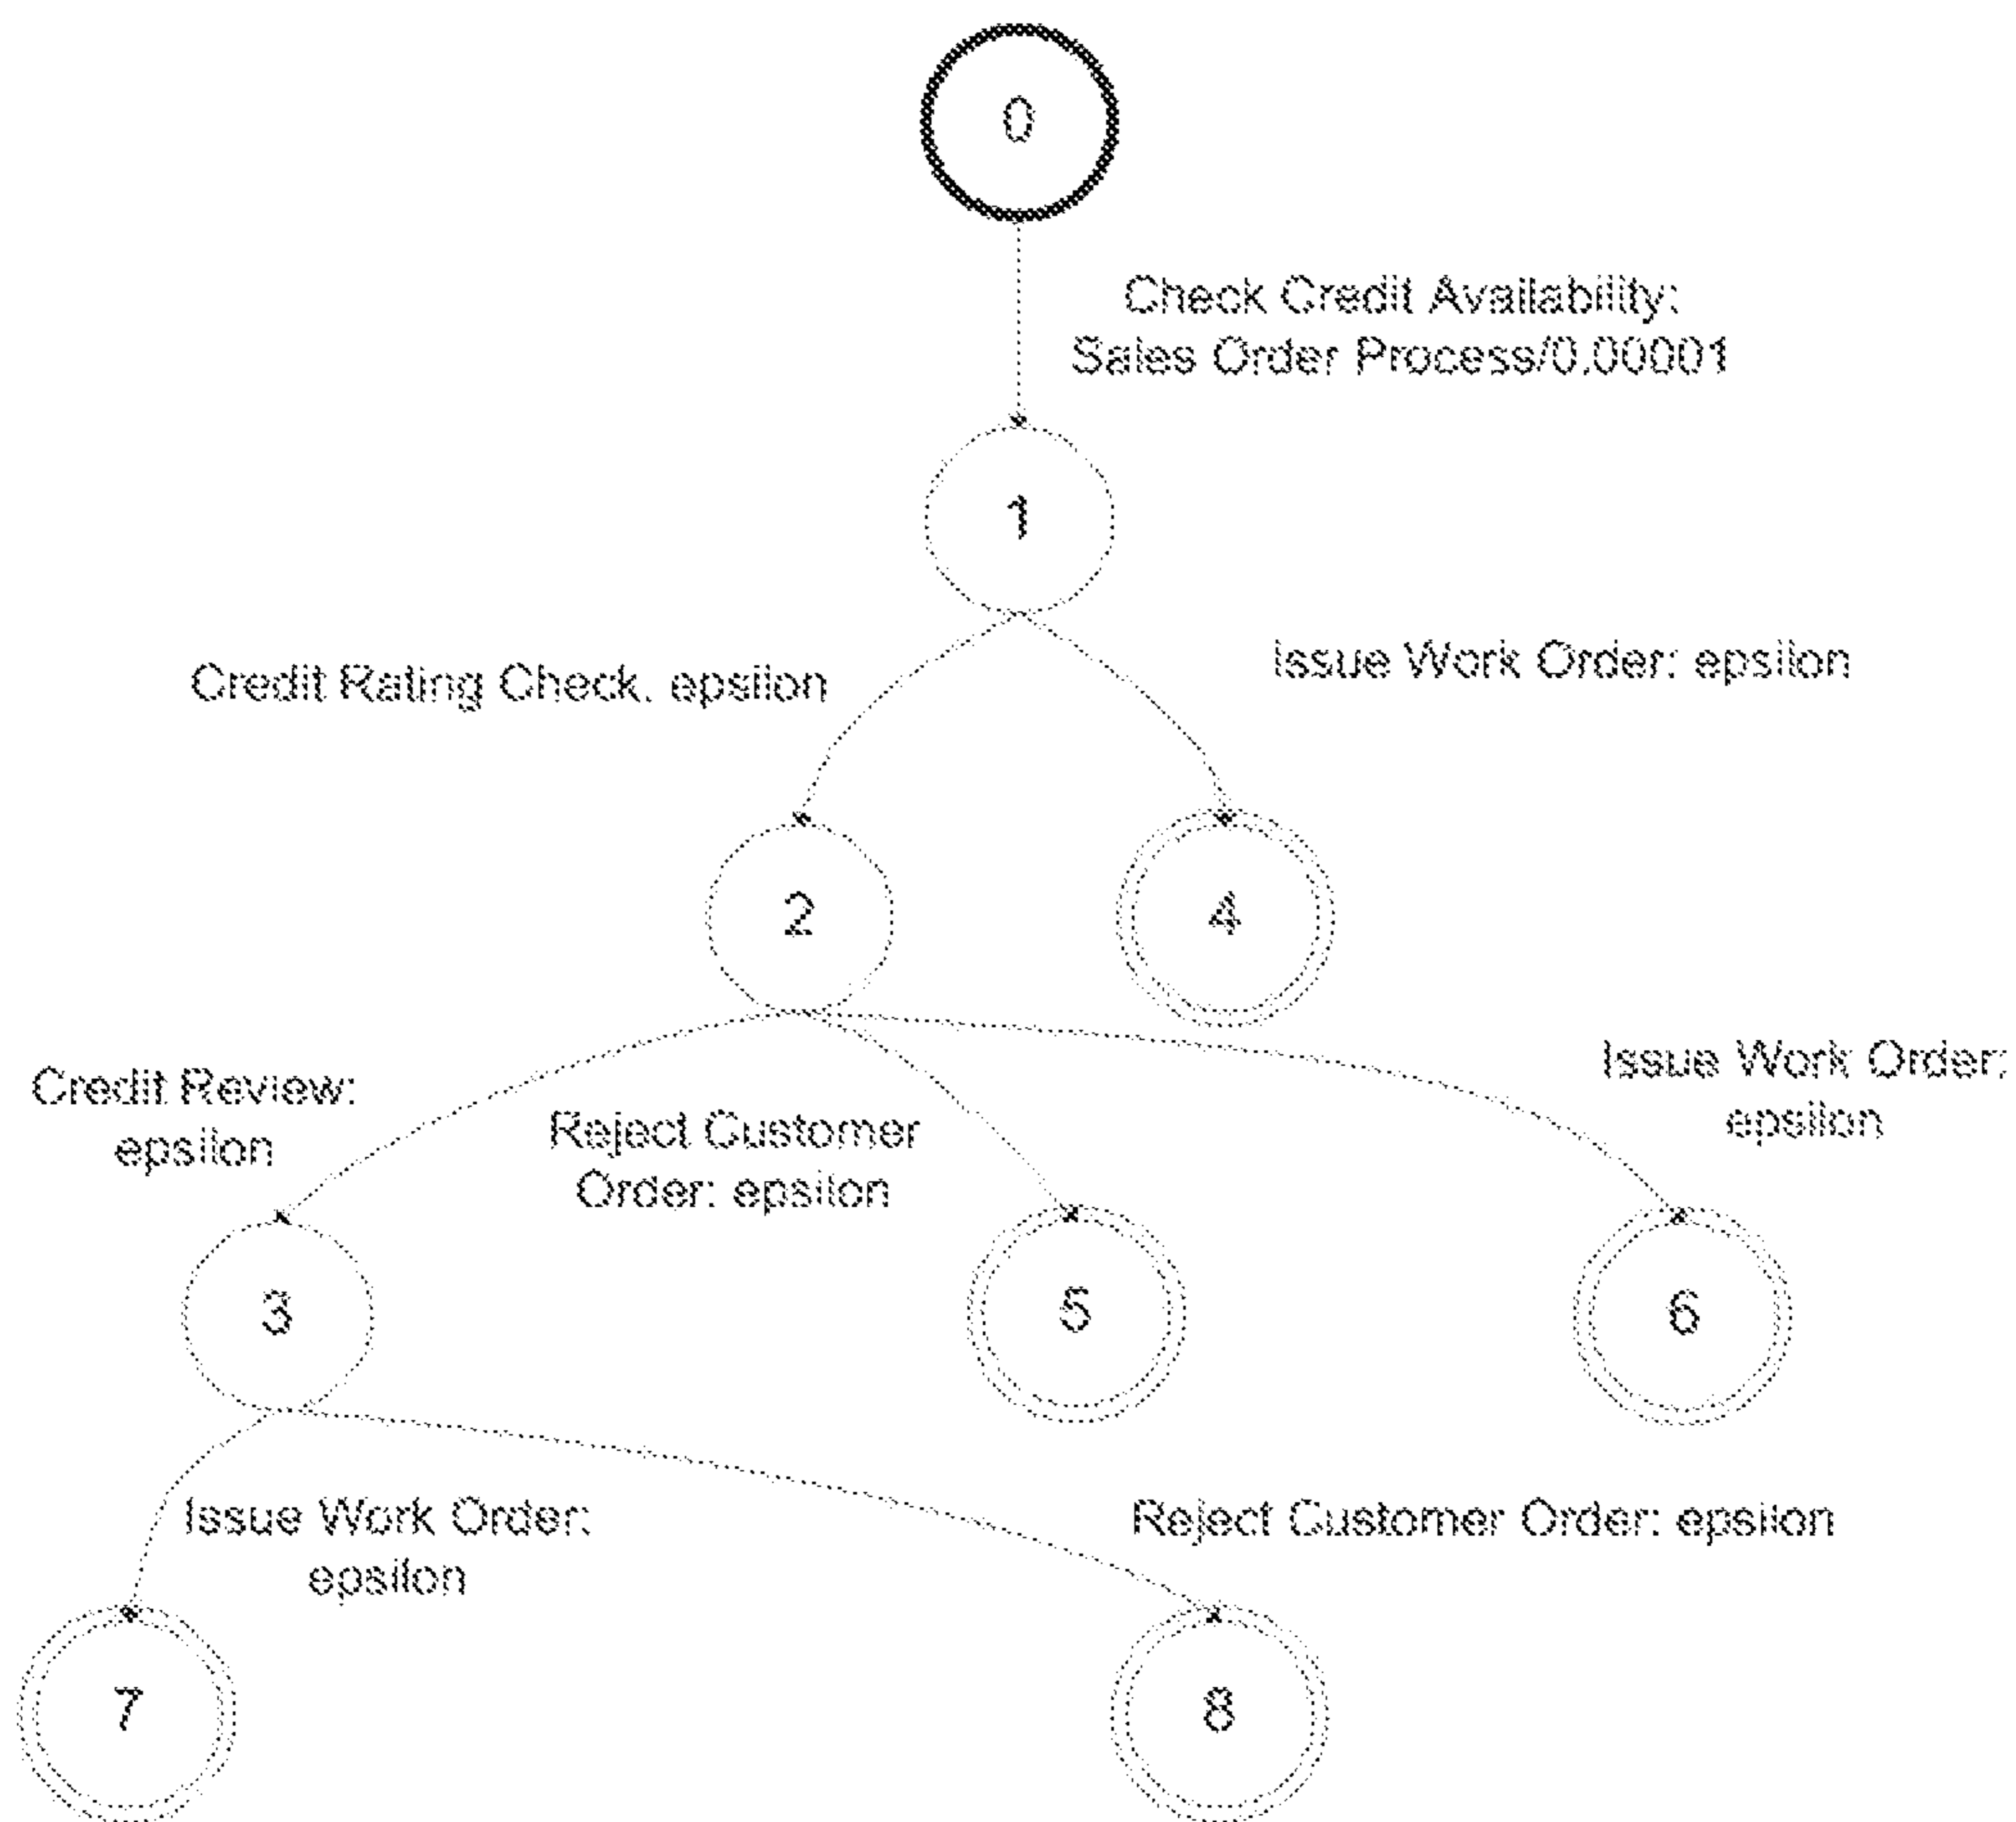 0
Check Credit Availability:
Sales Order Process/0.00001
1
Credit Rating Check. epsilon
Issue Work Order: epsilon
2
4
Credit Review:
epsilon
Reject Customer
Order: epsilon
Issue Work Order:
epsilon
3
5
6
Issue Work Order:
epsilon
Reject Customer Order: epsilon
7
8